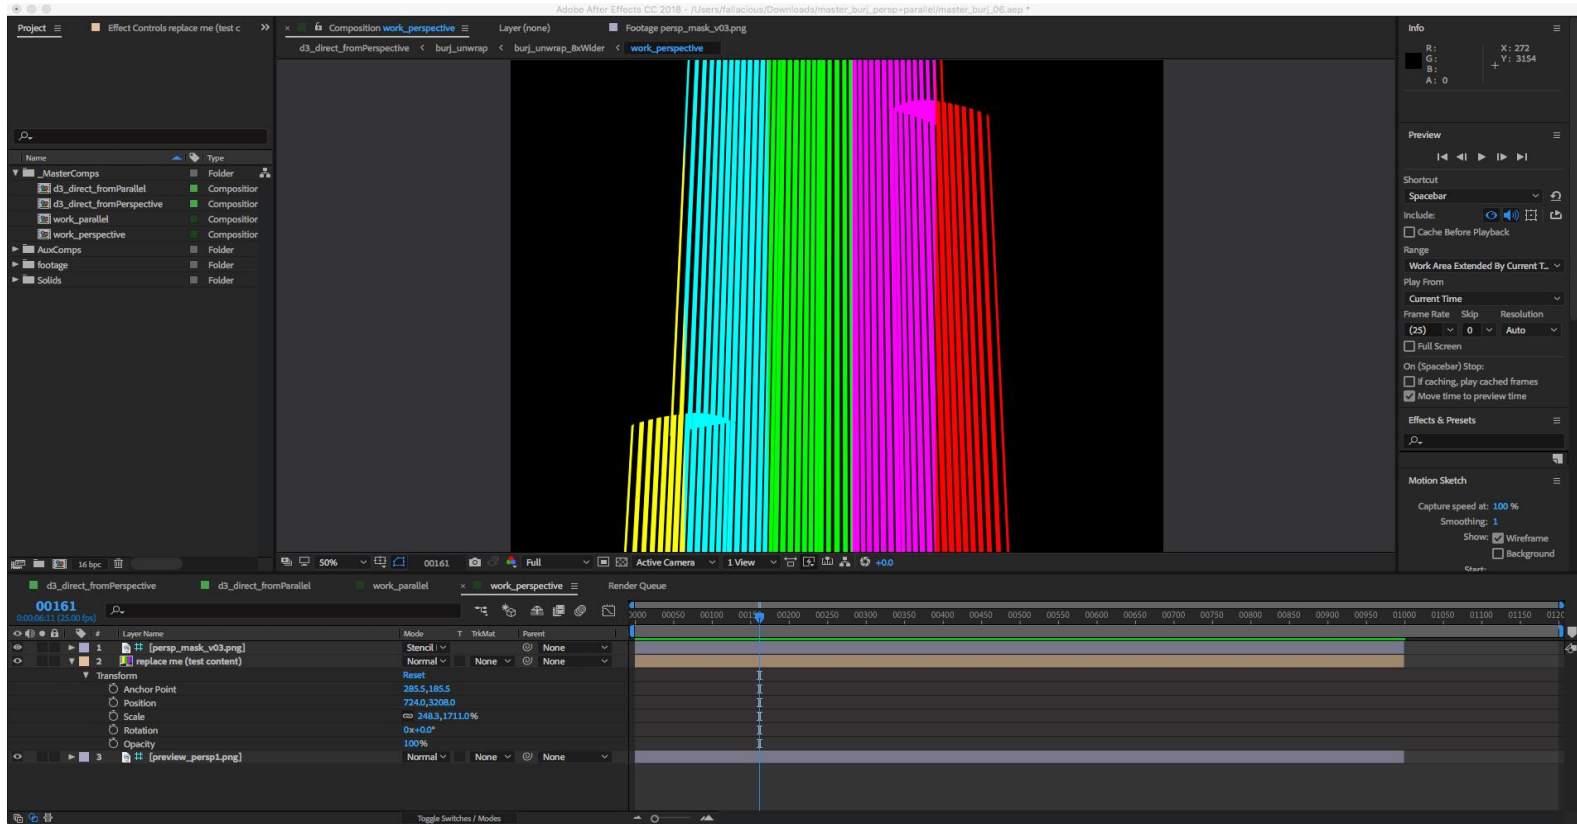 Adobe After Effects CC 2018 - /Users/fallacious/Downloads/master_burj_persp+parallel/master_burj_06.aep *
Project
Effect Controls replace me (test c
Composition work_perspective
Layer (none)
Footage persp_mask_v03.png
d3_direct_fromPerspective
burj_unwrap
burj_unwrap_8xWider
work_perspective
Name
Type
_MasterComps
Folder
d3_direct_fromParallel
Composition
d3_direct_fromPerspective
Composition
work_parallel
Composition
work_perspective
Composition
AuxComps
Folder
footage
Folder
Solids
Folder
16 bpc
50%
00161
Full
Active Camera
1 View
+0.0
Info
R:
G:
B:
A: 0
X: 272
Y: 3154
Preview
Shortcut
Spacebar
Include:
Cache Before Playback
Range
Work Area Extended By Current T...
Play From
Current Time
Frame Rate Skip Resolution
(25) 0 Auto
Full Screen
On (Spacebar) Stop:
If caching, play cached frames
Move time to preview time
Effects & Presets
Motion Sketch
Capture speed at: 100 %
Smoothing: 1
Show: Wireframe
Background
Start:
d3_direct_fromPerspective
d3_direct_fromParallel
work_parallel
work_perspective
Render Queue
00161
0:00:06:11 (25.00 fps)
00050 00100 00200 00250 00300 00350 00400 00450 00500 00550 00600 00650 00700 00750 00800 00850 00900 00950 01000 01050 01100 01150
# Layer Name Mode T TrkMat Parent
1 [persp_mask_v03.png] Stencil None
2 replace me (test content) Normal None None
Transform Reset
Anchor Point 285.5,185.5
Position 724.0,3208.0
Scale 248.3,1711.0%
Rotation 0x+0.0°
Opacity 100%
3 [preview_persp1.png] Normal None None
Toggle Switches / Modes